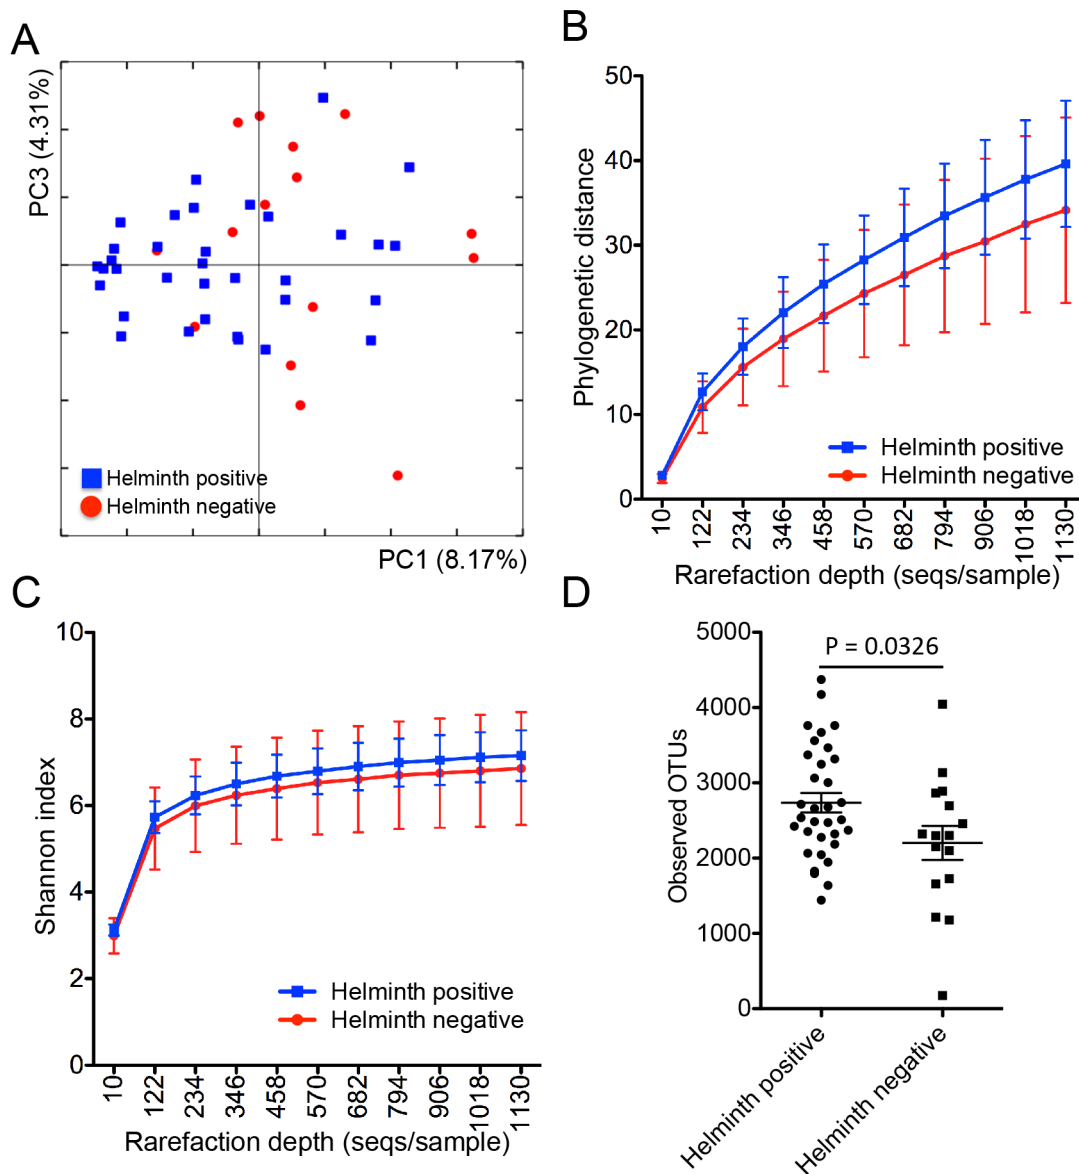 A
PC3 (4.31%)
Helminth positive
Helminth negative
PC1 (8.17%)
B
Phylogenetic distance
50
40
30
20
10
0
Helminth positive
Helminth negative
10
122
234
346
458
570
682
794
906
1018
1130
Rarefaction depth (seqs/sample)
C
Shannon index
10
8
6
4
2
0
Helminth positive
Helminth negative
10
122
234
346
458
570
682
794
906
1018
1130
Rarefaction depth (seqs/sample)
D
Observed OTUs
5000
4000
3000
2000
1000
0
P = 0.0326
Helminth positive
Helminth negative